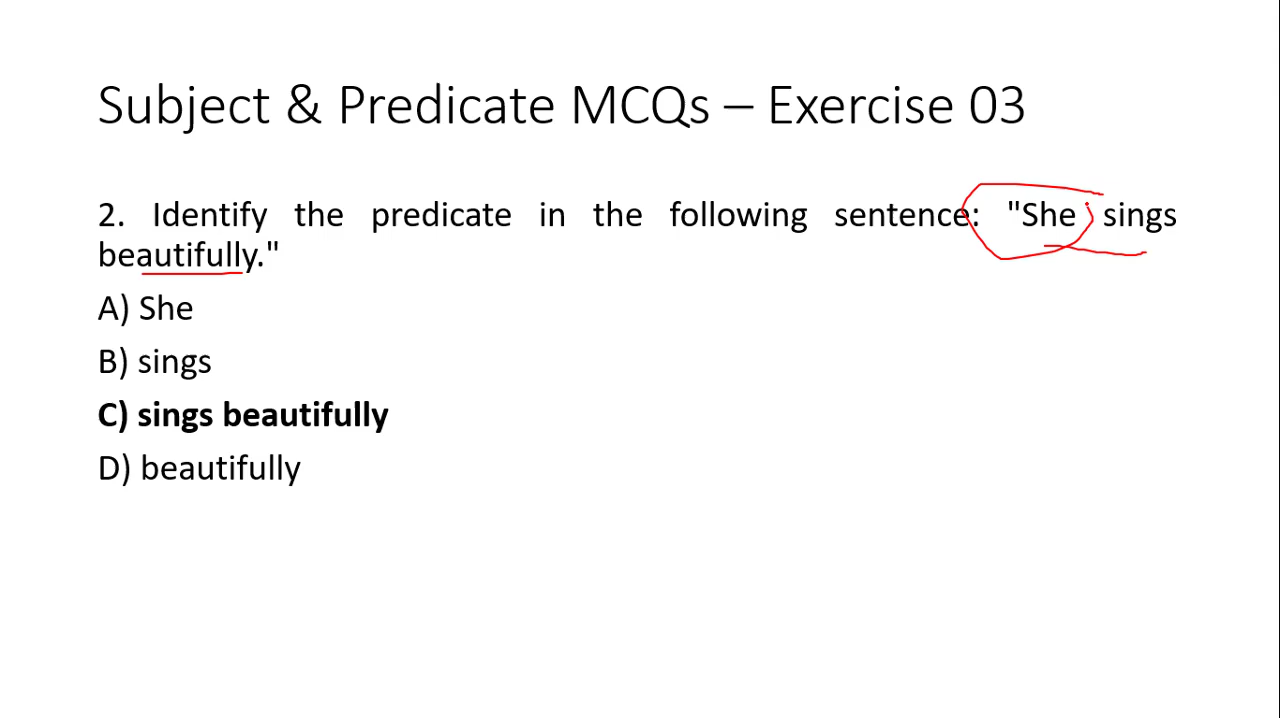 Subject & Predicate MCQs – Exercise 03
2. Identify the predicate in the following sentence: "She sings
beautifully."
A) She
B) sings
C) sings beautifully
D) beautifully